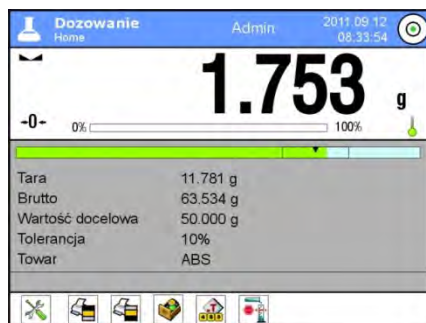 Dozowanie Admin 2011.09.12
Home 08.33:54
1.753 g
→0← 0% 100%
Tara 11.781 g
Brutto 63.534 g
Wartość docelowa 50.000 g
Tolerancja 10%
Towar ABS